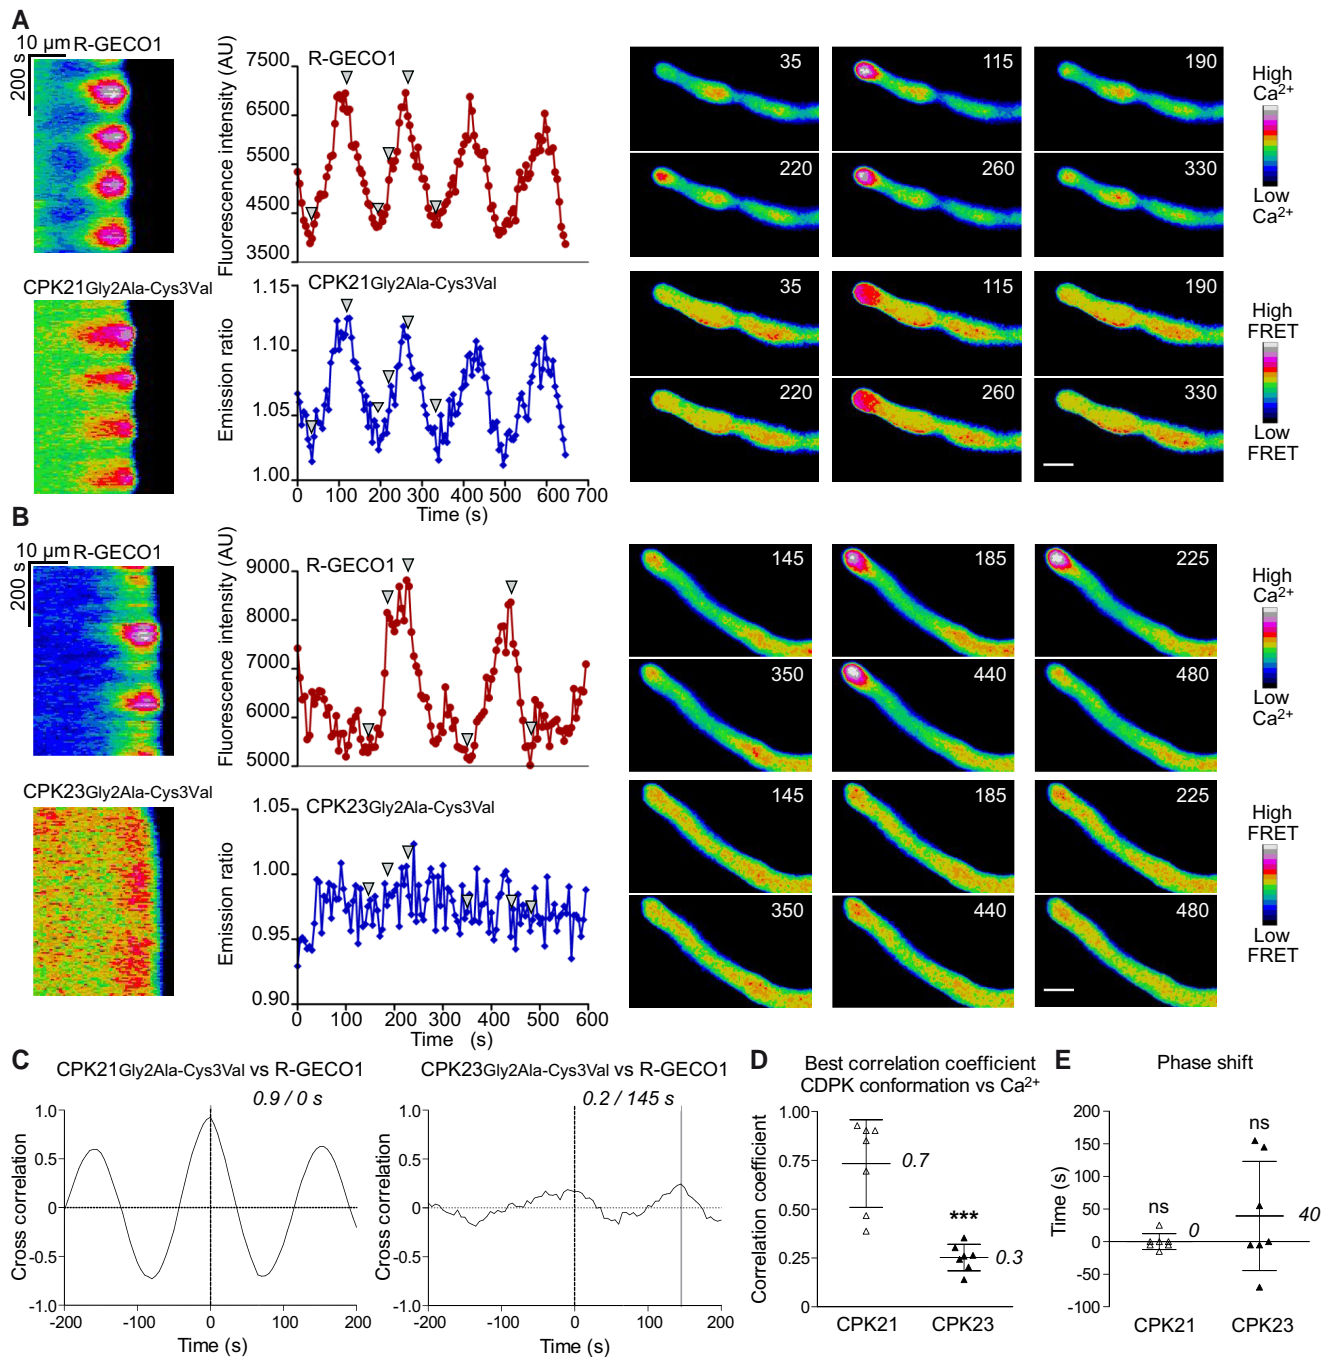 A
10 µm R-GECO1
200 s
Fluorescence intensity (AU)
7500
6500
5500
4500
3500
R-GECO1
35
115
190
220
260
330
High
Ca2+
Low
Ca2+
CPK21Gly2Ala-Cys3Val
Emission ratio
1.15
1.10
1.05
1.00
CPK21Gly2Ala-Cys3Val
0 100 200 300 400 500 600 700
Time (s)
35
115
190
220
260
330
High
FRET
Low
FRET
B
10 µm R-GECO1
200 s
Fluorescence intensity (AU)
9000
8000
7000
6000
5000
R-GECO1
145
185
225
350
440
480
High
Ca2+
Low
Ca2+
CPK23Gly2Ala-Cys3Val
Emission ratio
1.05
1.00
0.95
0.90
CPK23Gly2Ala-Cys3Val
0 100 200 300 400 500 600
Time (s)
145
185
225
350
440
480
High
FRET
Low
FRET
C
CPK21Gly2Ala-Cys3Val vs R-GECO1
0.9 / 0 s
Cross correlation
1.0
0.5
0
-0.5
-1.0
-200 -100 0 100 200
Time (s)
CPK23Gly2Ala-Cys3Val vs R-GECO1
0.2 / 145 s
Cross correlation
1.0
0.5
0
-0.5
-1.0
-200 -100 0 100 200
Time (s)
D
Best correlation coefficient
CDPK conformation vs Ca2+
Correlation coefficient
1.00
0.75
0.50
0.25
0
0.7
***
0.3
CPK21 CPK23
E
Phase shift
Time (s)
200
150
100
50
0
-50
-100
ns
0
ns
40
CPK21 CPK23